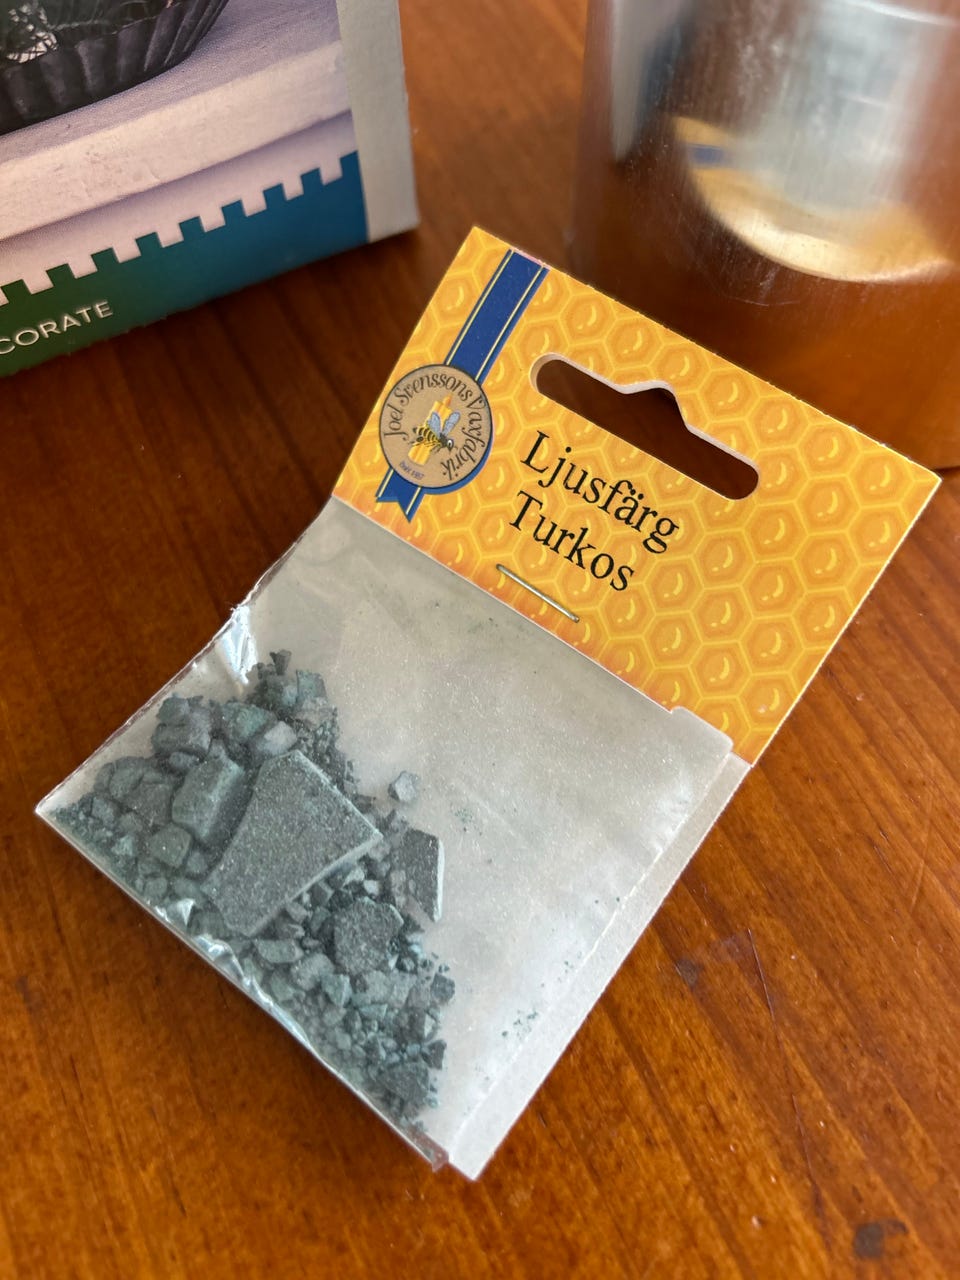 CORATE
Joel Svenssons Vaxfabrik
Ljusfärg
Turkos